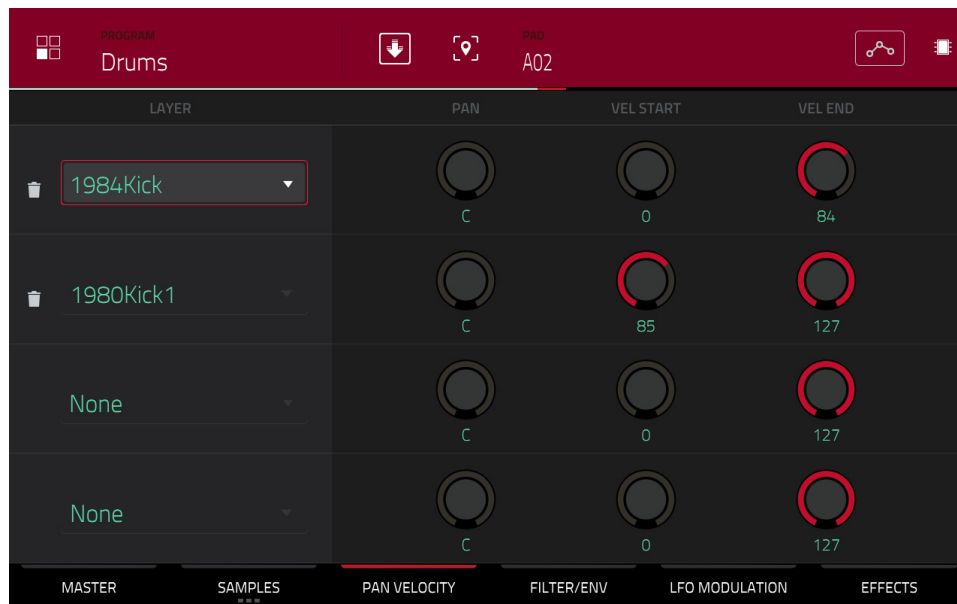 PROGRAM PAD
Drums A02
LAYER PAN VEL START VEL END
1984Kick
C 0 84
1980Kick1
C 85 127
None
C 0 127
None
C 0 127
MASTER SAMPLES PAN VELOCITY FILTER/ENV LFO MODULATION EFFECTS